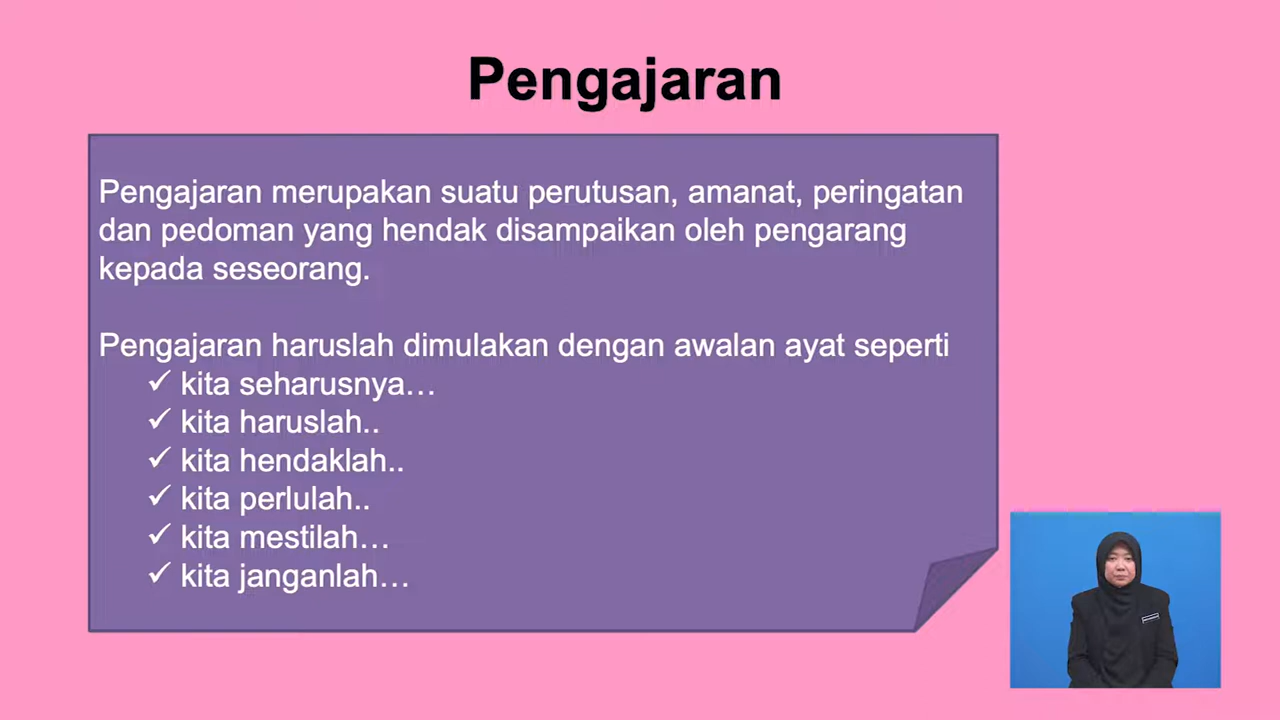 Pengajaran
Pengajaran merupakan suatu perutusan, amanat, peringatan
dan pedoman yang hendak disampaikan oleh pengarang
kepada seseorang.
Pengajaran haruslah dimulakan dengan awalan ayat seperti
✓ kita seharusnya…
✓ kita haruslah..
✓ kita hendaklah..
✓ kita perlulah..
✓ kita mestilah…
✓ kita janganlah…